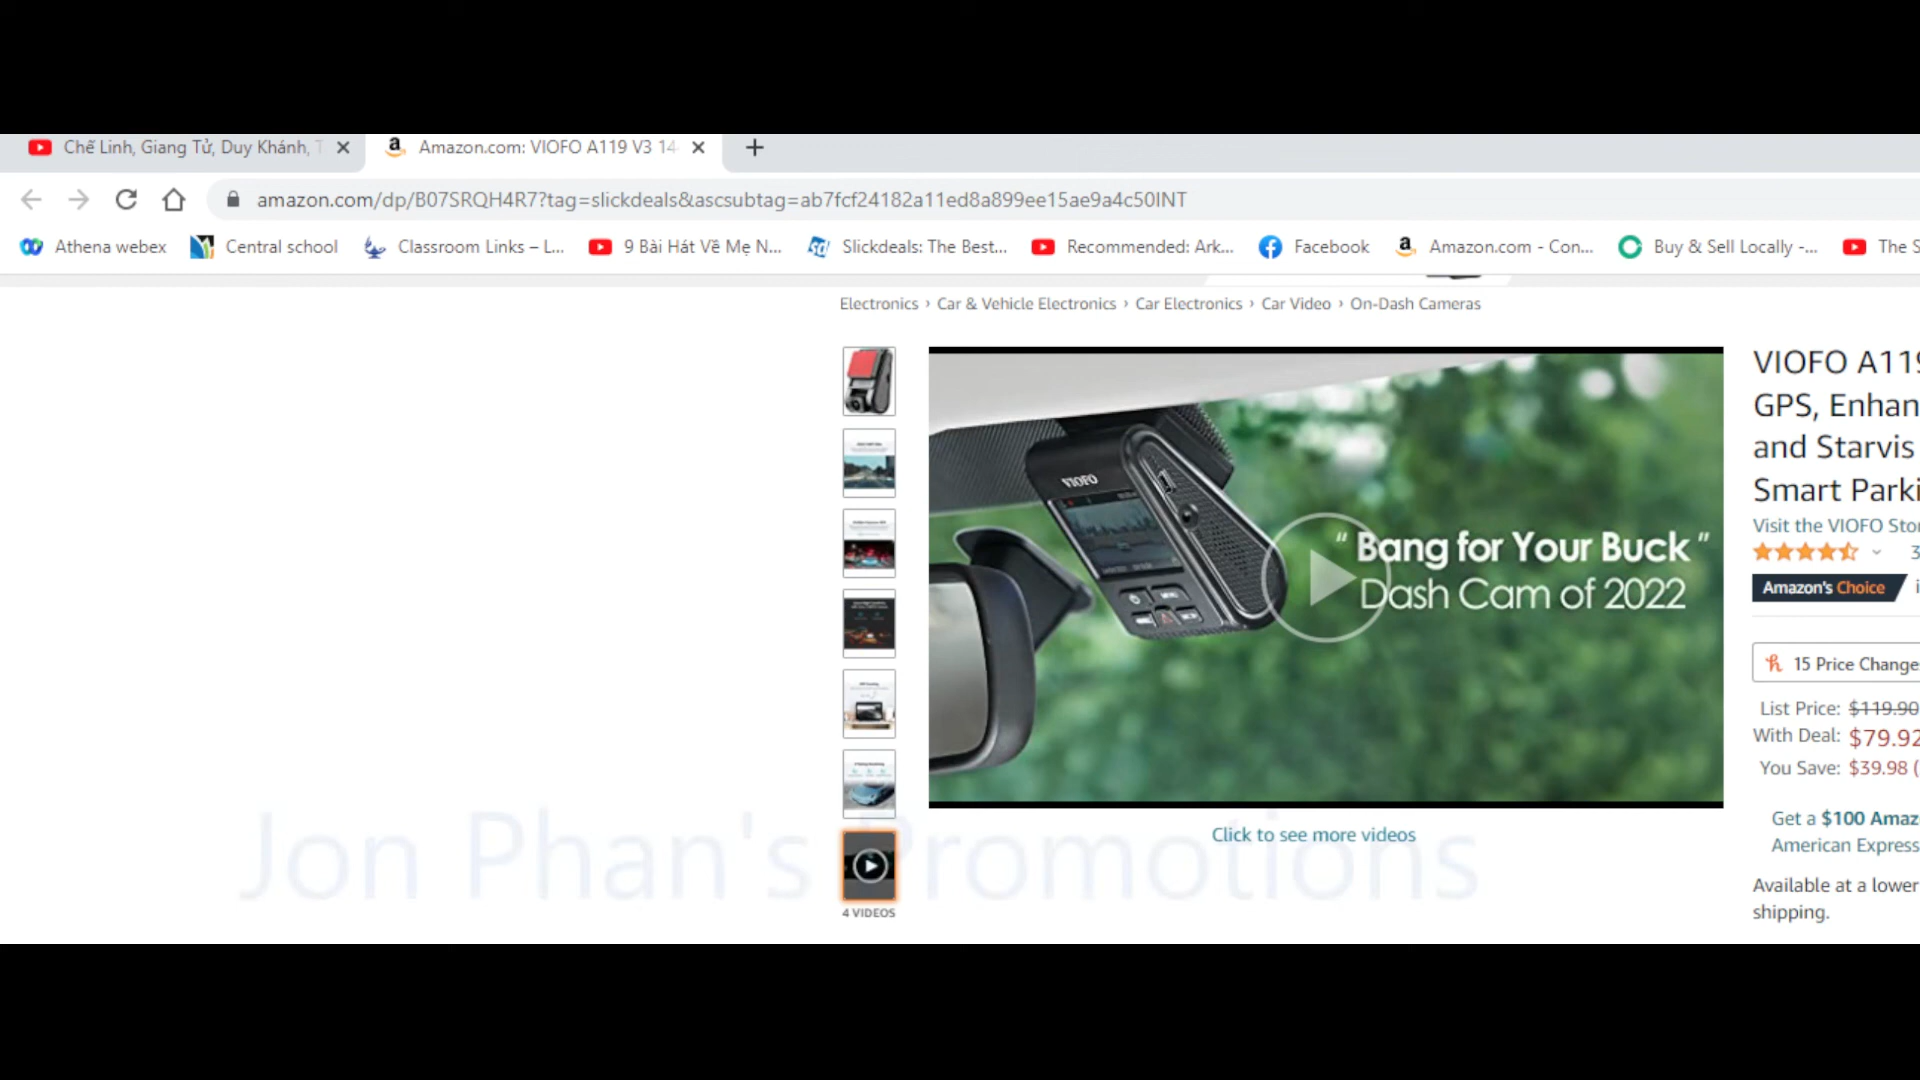 Chế Linh, Giang Tử, Duy Khánh, T
Amazon.com: VIOFO A119 V3 14
amazon.com/dp/B07SRQH4R7?tag=slickdeals&ascsubtag=ab7fcf24182a11ed8a899ee15ae9a4c50INT
Athena webex
Central school
Classroom Links – L...
9 Bài Hát Về Mẹ N...
Slickdeals: The Best...
Recommended: Ark...
Facebook
Amazon.com - Con...
Buy & Sell Locally -...
The S
Electronics › Car & Vehicle Electronics › Car Electronics › Car Video › On-Dash Cameras
VIOFO
" Bang for Your Buck "
Dash Cam of 2022
Click to see more videos
4 VIDEOS
VIOFO A119
GPS, Enhan
and Starvis
Smart Parki
Visit the VIOFO Stor
3
Amazon's Choice
15 Price Change
List Price: $119.90
With Deal: $79.92
You Save: $39.98 (
Get a $100 Amaz
American Express
Available at a lower
shipping.
Jon Phan's Promotions